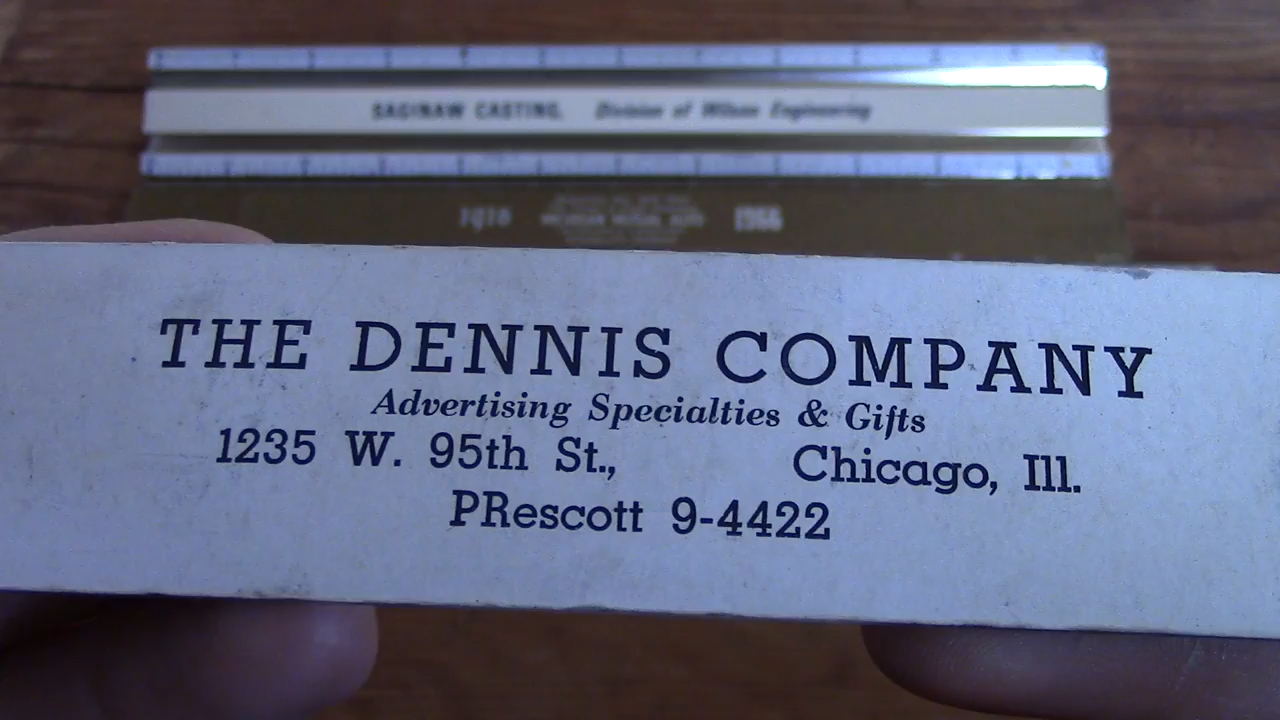 SAGINAW CASTING, Division of Wilson Engineering
1916 1966
THE DENNIS COMPANY
Advertising Specialties & Gifts
1235 W. 95th St., Chicago, Ill.
PRescott 9-4422